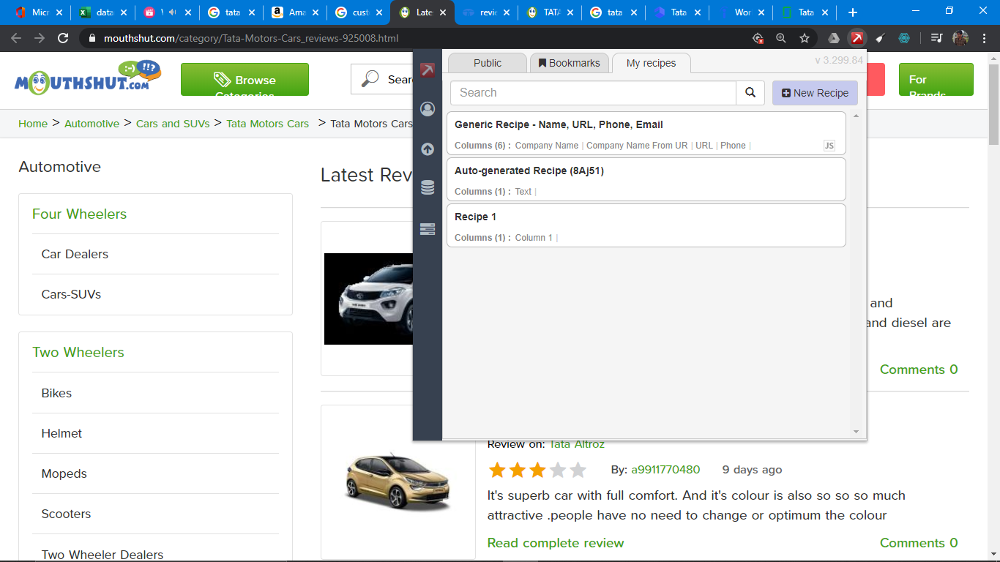 Micr
data
tata
Ama
cust
Late
revie
TATA
tata
Tata
Wor
Tata
mouthshut.com/category/Tata-Motors-Cars_reviews-925008.html
MOUTHSHUT.COM
Browse
Categories
Sear
For
Brands
Home > Automotive > Cars and SUVs > Tata Motors Cars > Tata Motors Cars
Automotive
Four Wheelers
Car Dealers
Cars-SUVs
Two Wheelers
Bikes
Helmet
Mopeds
Scooters
Two Wheeler Dealers
Latest Rev
Public
Bookmarks
My recipes
v 3.299.84
Search
New Recipe
Generic Recipe - Name, URL, Phone, Email
Columns (6) : Company Name | Company Name From UR | URL | Phone |
JS
Auto-generated Recipe (8Aj51)
Columns (1) : Text |
Recipe 1
Columns (1) : Column 1 |
and
and diesel are
Comments 0
Review on: Tata Altroz
By: a9911770480 9 days ago
It's superb car with full comfort. And it's colour is also so so so much
attractive .people have no need to change or optimum the colour
Read complete review
Comments 0